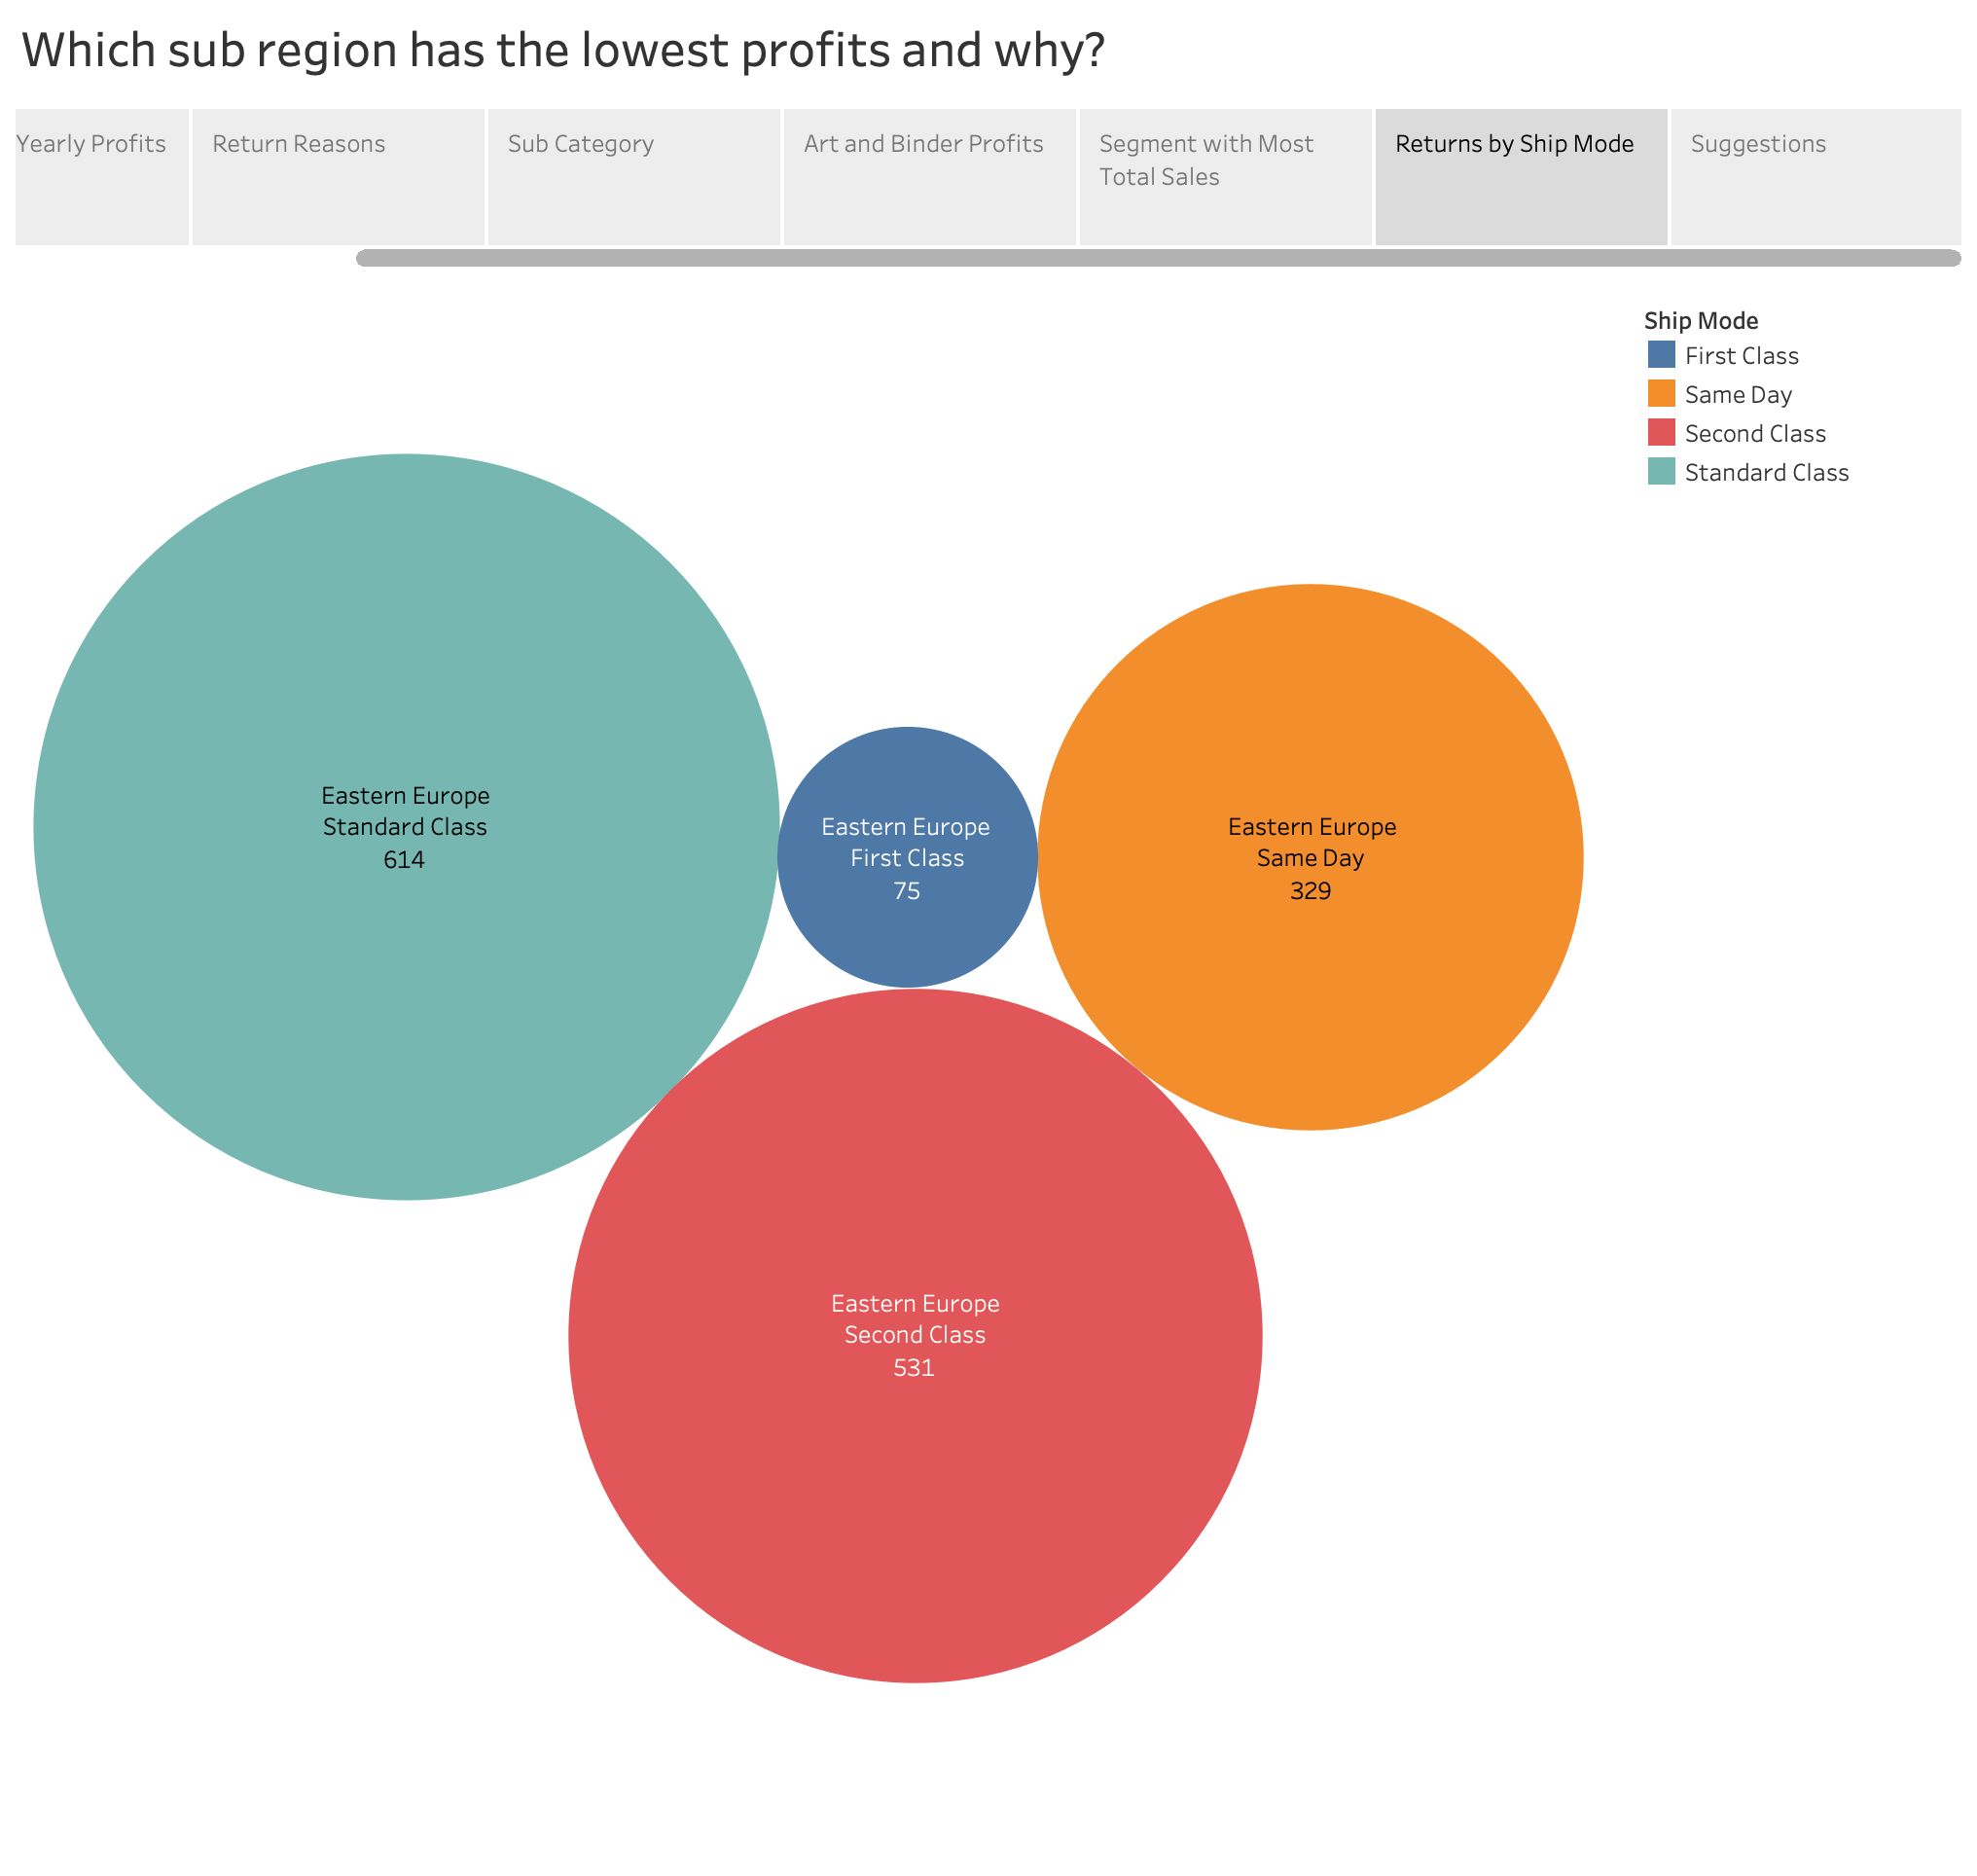 Which sub region has the lowest profits and why?
Yearly Profits
Return Reasons
Sub Category
Art and Binder Profits
Segment with Most
Total Sales
Returns by Ship Mode
Suggestions
Ship Mode
First Class
Same Day
Second Class
Standard Class
Eastern Europe
Standard Class
614
Eastern Europe
First Class
75
Eastern Europe
Same Day
329
Eastern Europe
Second Class
531